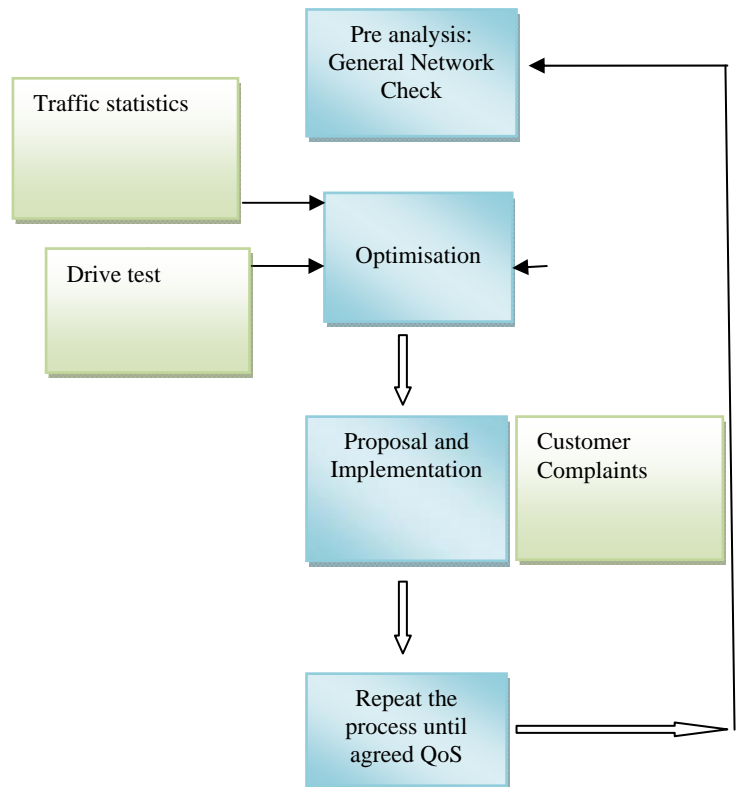 Pre analysis:
General Network
Check
Traffic statistics
Optimisation
Drive test
Proposal and
Implementation
Customer
Complaints
Repeat the
process until
agreed QoS